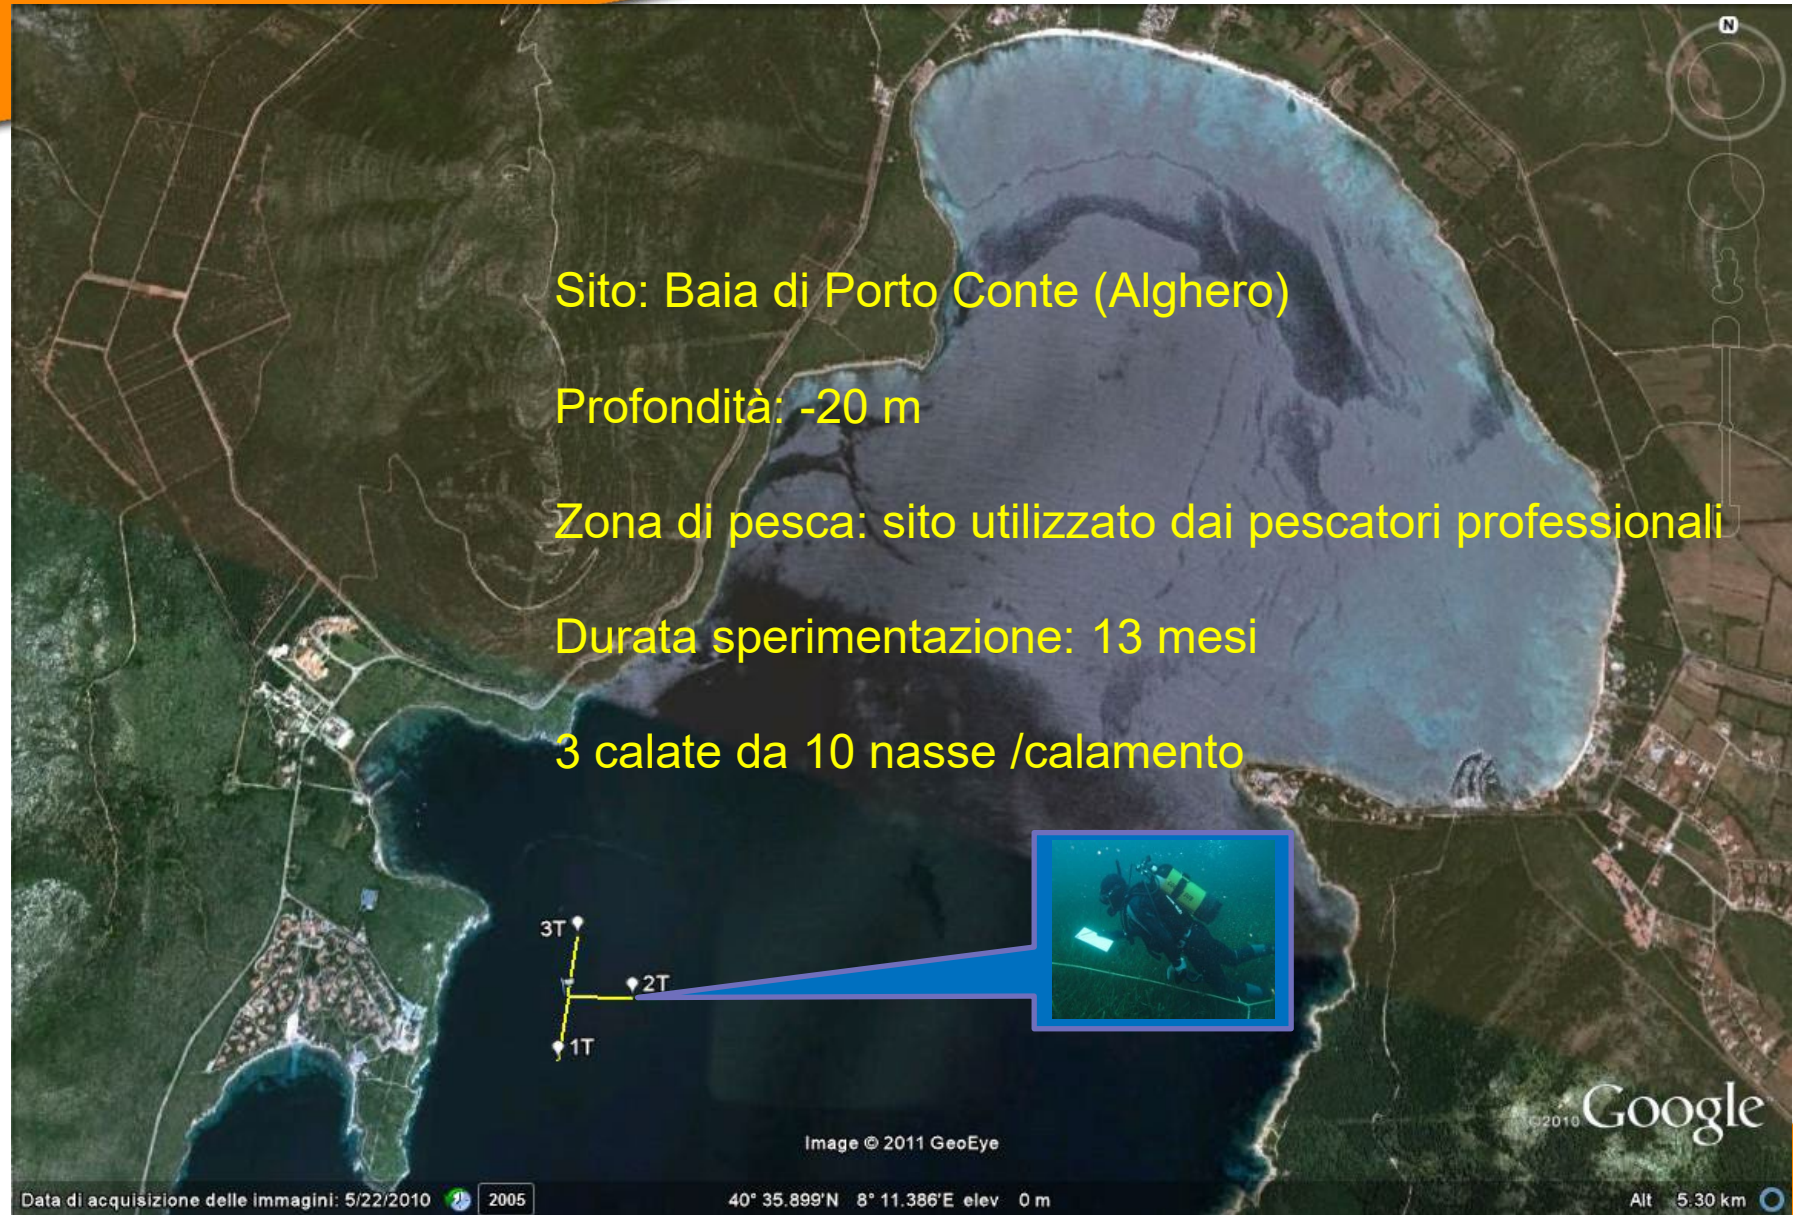 N
Sito: Baia di Porto Conte (Alghero)
Profondità: -20 m
Zona di pesca: sito utilizzato dai pescatori professionali
Durata sperimentazione: 13 mesi
3 calate da 10 nasse /calamento
3T
2T
1T
©2010 Google
Image © 2011 GeoEye
Data di acquisizione delle immagini: 5/22/2010 2005 40° 35.899'N 8° 11.386'E elev 0 m Alt 5.30 km